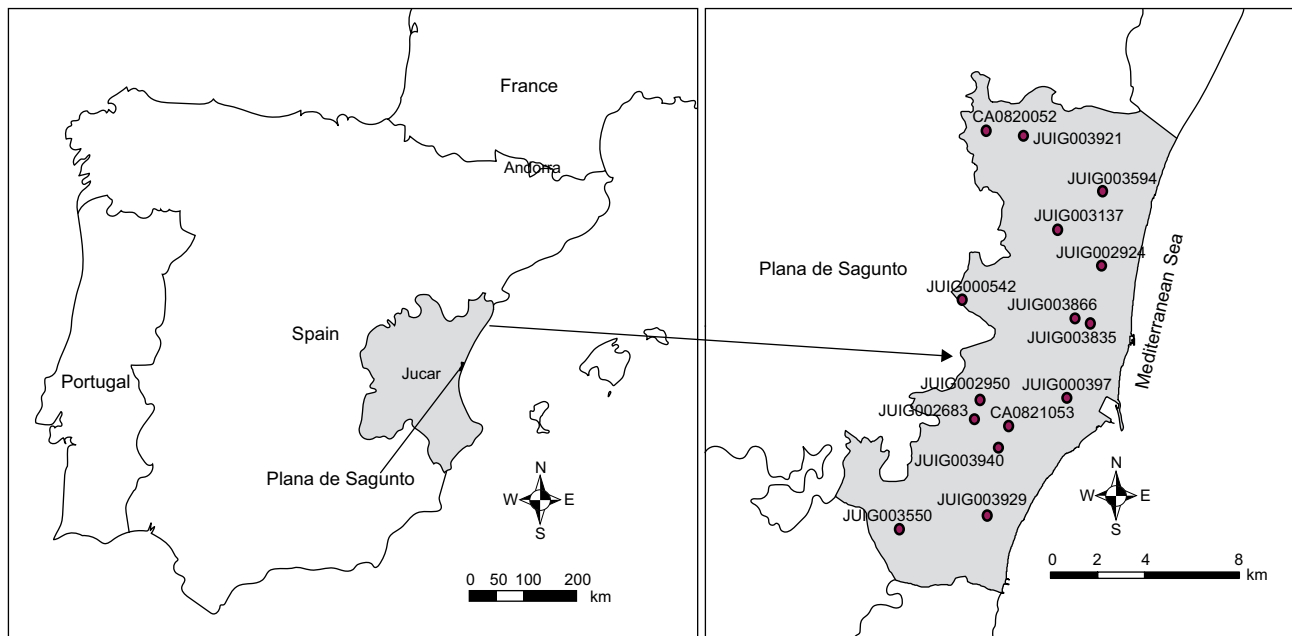 France
Andorra
Spain
Portugal
Jucar
Plana de Sagunto
N
W E
S
0 50 100 200
km
CA0820052
JUIG003921
JUIG003594
JUIG003137
JUIG002924
Plana de Sagunto
JUIG000542
JUIG003866
JUIG003835
Mediterranean Sea
JUIG002950
JUIG000397
JUIG002683
CA0821053
JUIG003940
JUIG003929
JUIG003550
N
W E
S
0 2 4 8
km